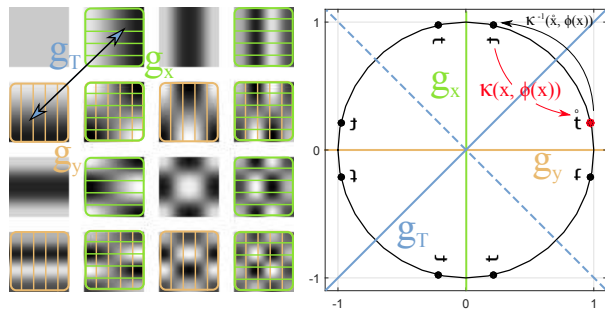 g_T
g_x
g_y
1
0
-1
-1
0
1
g_x
g_y
g_T
κ⁻¹(x̊, φ(x))
κ(x, φ(x))
t̊